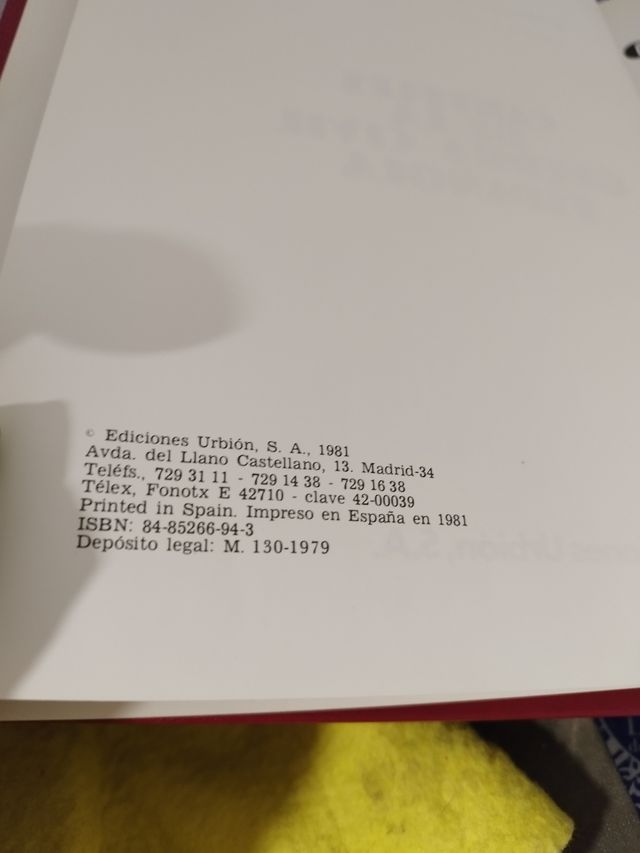 © Ediciones Urbión, S. A., 1981
Avda. del Llano Castellano, 13. Madrid-34
Teléfs., 729 31 11 - 729 14 38 - 729 16 38
Télex, Fonotx E 42710 - clave 42-00039
Printed in Spain. Impreso en España en 1981
ISBN: 84-85266-94-3
Depósito legal: M. 130-1979